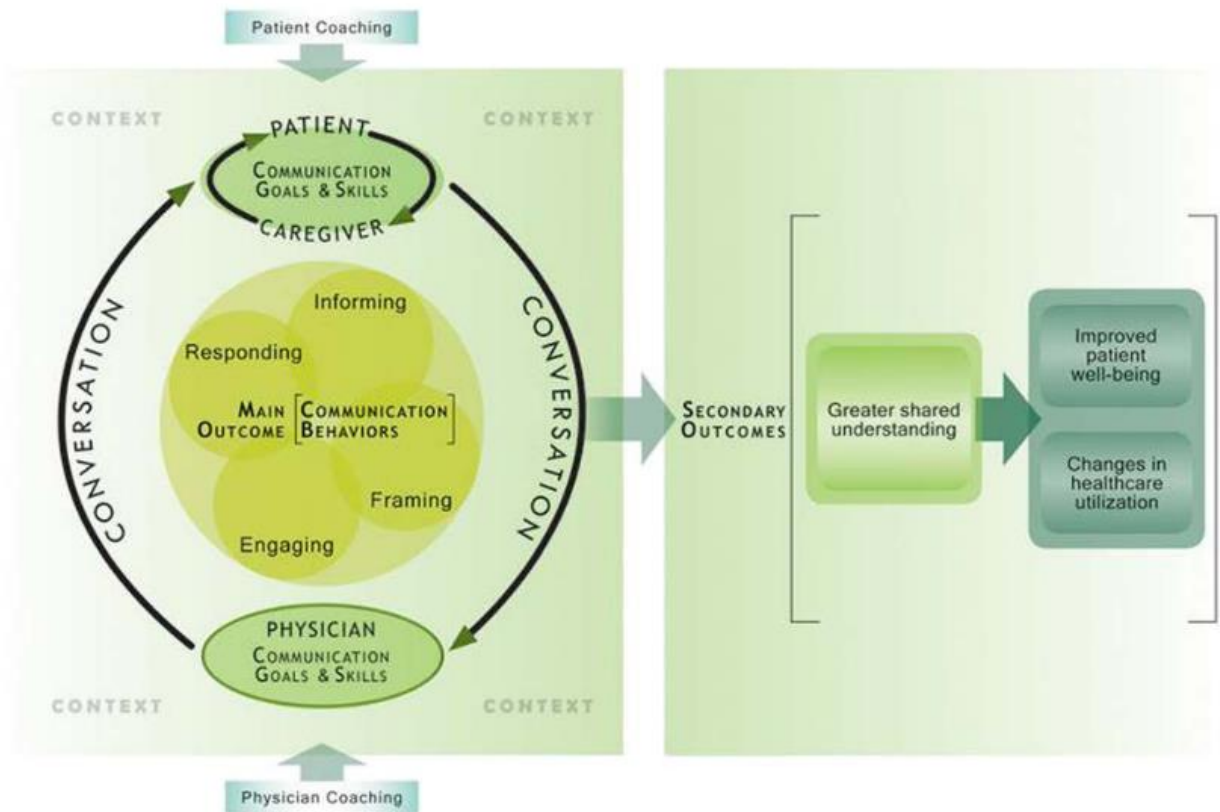 Patient Coaching
CONTEXT
CONTEXT
PATIENT
COMMUNICATION
GOALS & SKILLS
CAREGIVER
CONVERSATION
CONVERSATION
Informing
Responding
MAIN
OUTCOME
[COMMUNICATION
BEHAVIORS]
Framing
Engaging
PHYSICIAN
COMMUNICATION
GOALS & SKILLS
CONTEXT
CONTEXT
Physician Coaching
SECONDARY
OUTCOMES
Greater shared
understanding
Improved
patient
well-being
Changes in
healthcare
utilization